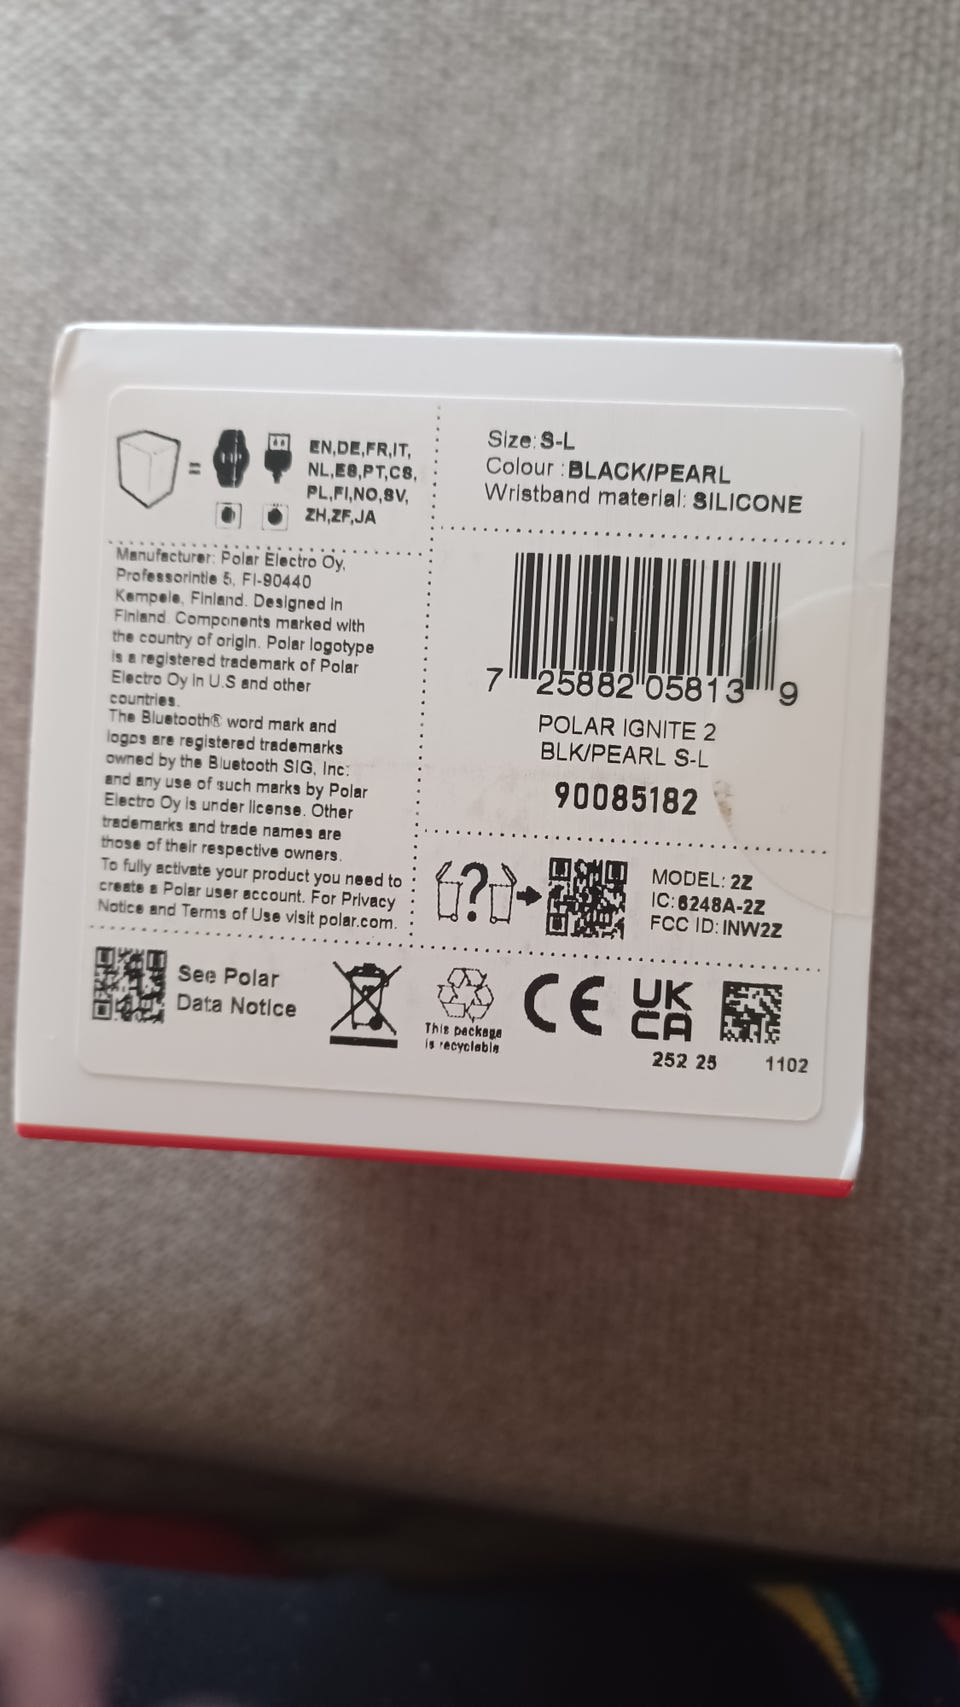 EN,DE,FR,IT,
NL,ES,PT,CS,
PL,FI,NO,SV,
ZH,ZF,JA
Manufacturer: Polar Electro Oy,
Professorintie 5, FI-90440
Kempele, Finland. Designed in
Finland. Components marked with
the country of origin. Polar logotype
is a registered trademark of Polar
Electro Oy in U.S and other
countries.
The Bluetooth® word mark and
logos are registered trademarks
owned by the Bluetooth SIG, Inc:
and any use of such marks by Polar
Electro Oy is under license. Other
trademarks and trade names are
those of their respective owners.
To fully activate your product you need to
create a Polar user account. For Privacy
Notice and Terms of Use visit polar.com.
Size: S-L
Colour : BLACK/PEARL
Wristband material: SILICONE
7 25882 05813 9
POLAR IGNITE 2
BLK/PEARL S-L
90085182
?
MODEL: 2Z
IC: 6248A-2Z
FCC ID: INW2Z
See Polar
Data Notice
This package
is recyclable
CE
UK
CA
252 25
1102